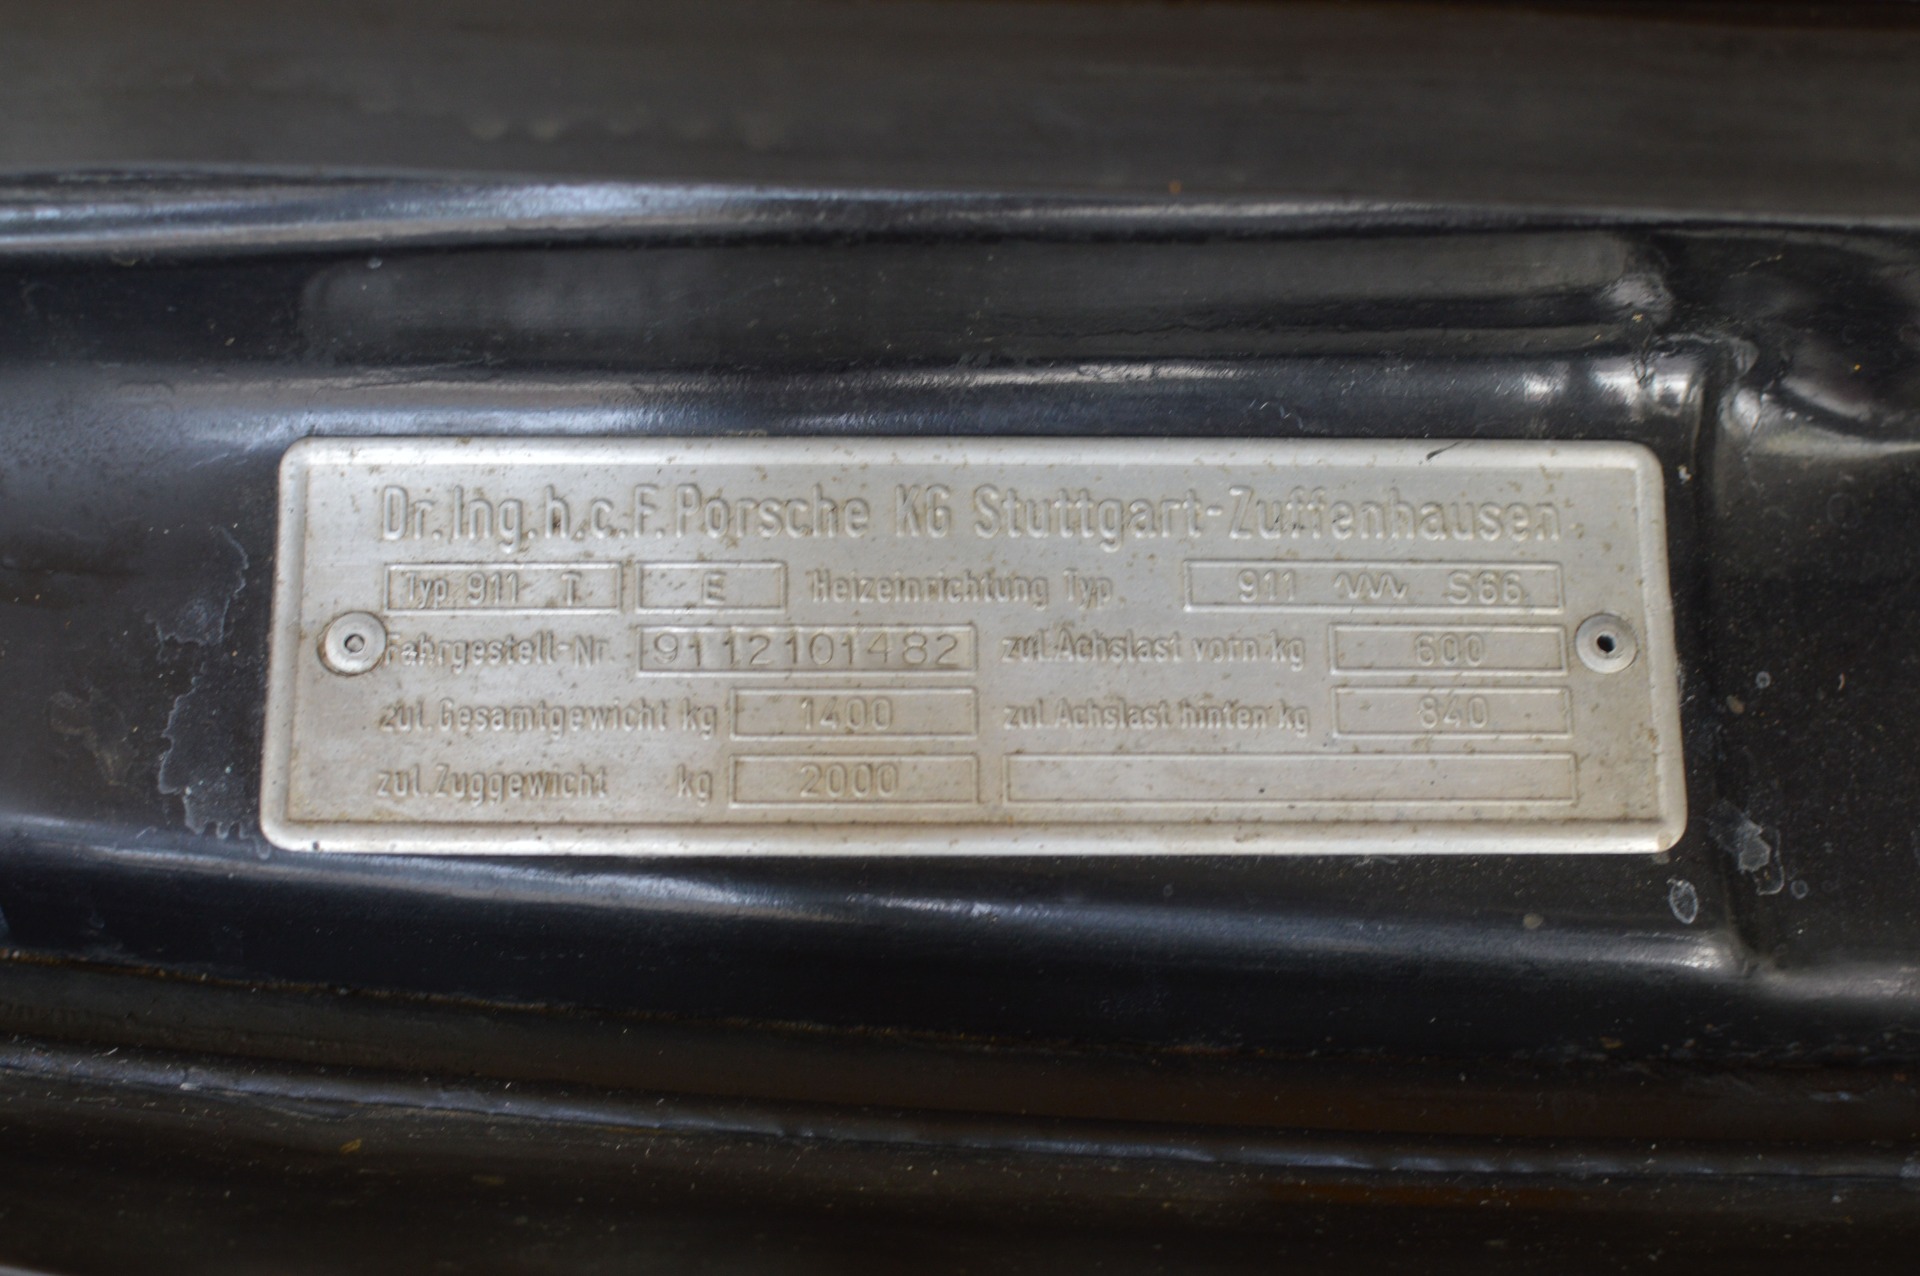 Dr.Ing.h.c.F.Porsche KG Stuttgart-Zuffenhausen
Typ 911 T E Heizeinrichtung Typ 911 S66
Fahrgestell-Nr. 9112101482 zul.Achslast vorn kg 600
zul.Gesamtgewicht kg 1400 zul.Achslast hinten kg 840
zul.Zuggewicht kg 2000